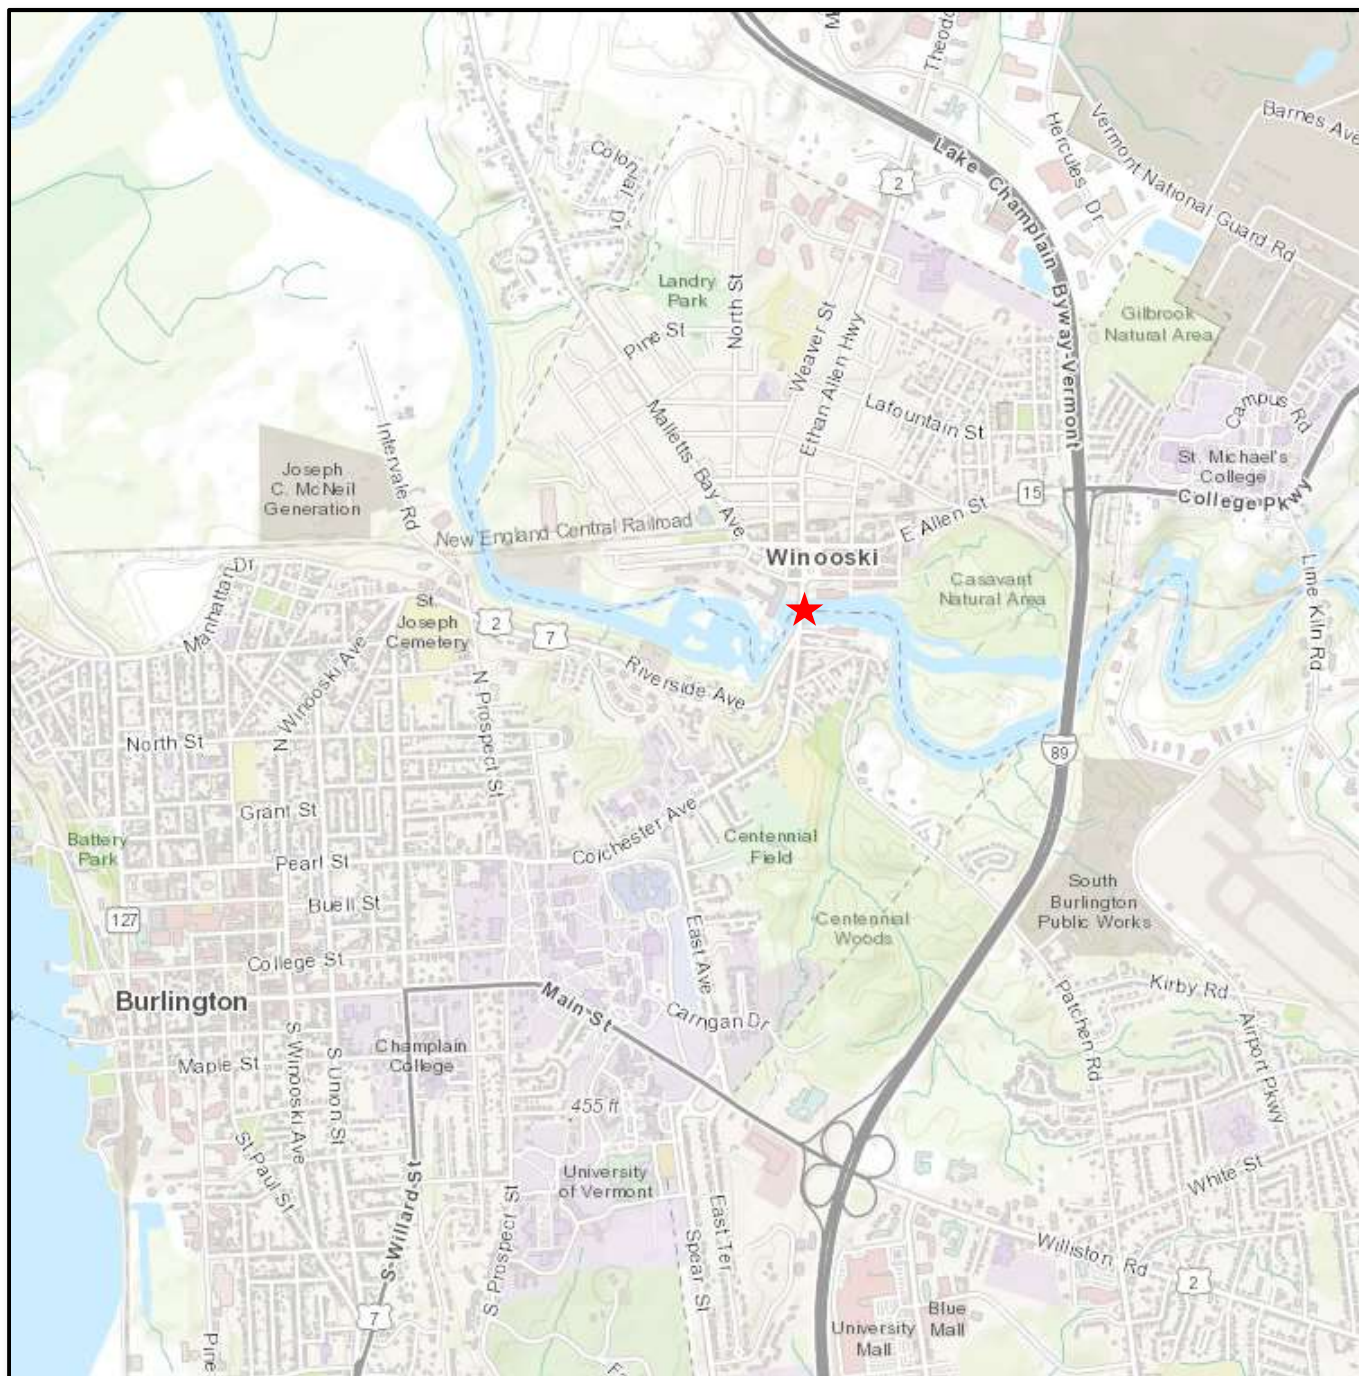 Theodo
Barnes Ave
Hercules Dr
Vermont National Guard Rd
Lake Champlain Byway-Vermont
Colonial Dr
2
Landry
Park
North St
Pine St
Weaver St
Ethan Allen Hwy
Gilbrook
Natural Area
Lafountain St
Campus Rd
Malletts Bay Ave
Intervale Rd
Joseph
C. McNeil
Generation
St. Michael's
College
College Pkwy
15
E Allen St
New England Central Railroad
Winooski
Casavant
Natural Area
Lime Kiln Rd
Manhattan Dr
St.
Joseph
Cemetery
2
7
Riverside Ave
N Winooski Ave
N Prospect St
North St
89
Grant St
Colchester Ave
Centennial
Field
Battery
Park
Pearl St
South
Burlington
Public Works
Buell St
127
East Ave
Centennial
Woods
College St
Kirby Rd
Burlington
Main St
Carrigan Dr
Patchen Rd
Airport Pkwy
Maple St
S Winooski Ave
S Union St
Champlain
College
455 ft
St Paul St
University
of Vermont
S Willard St
S Prospect St
East Ter
Spear St
White St
Williston Rd
2
7
Blue
Mall
University
Mall
Pine